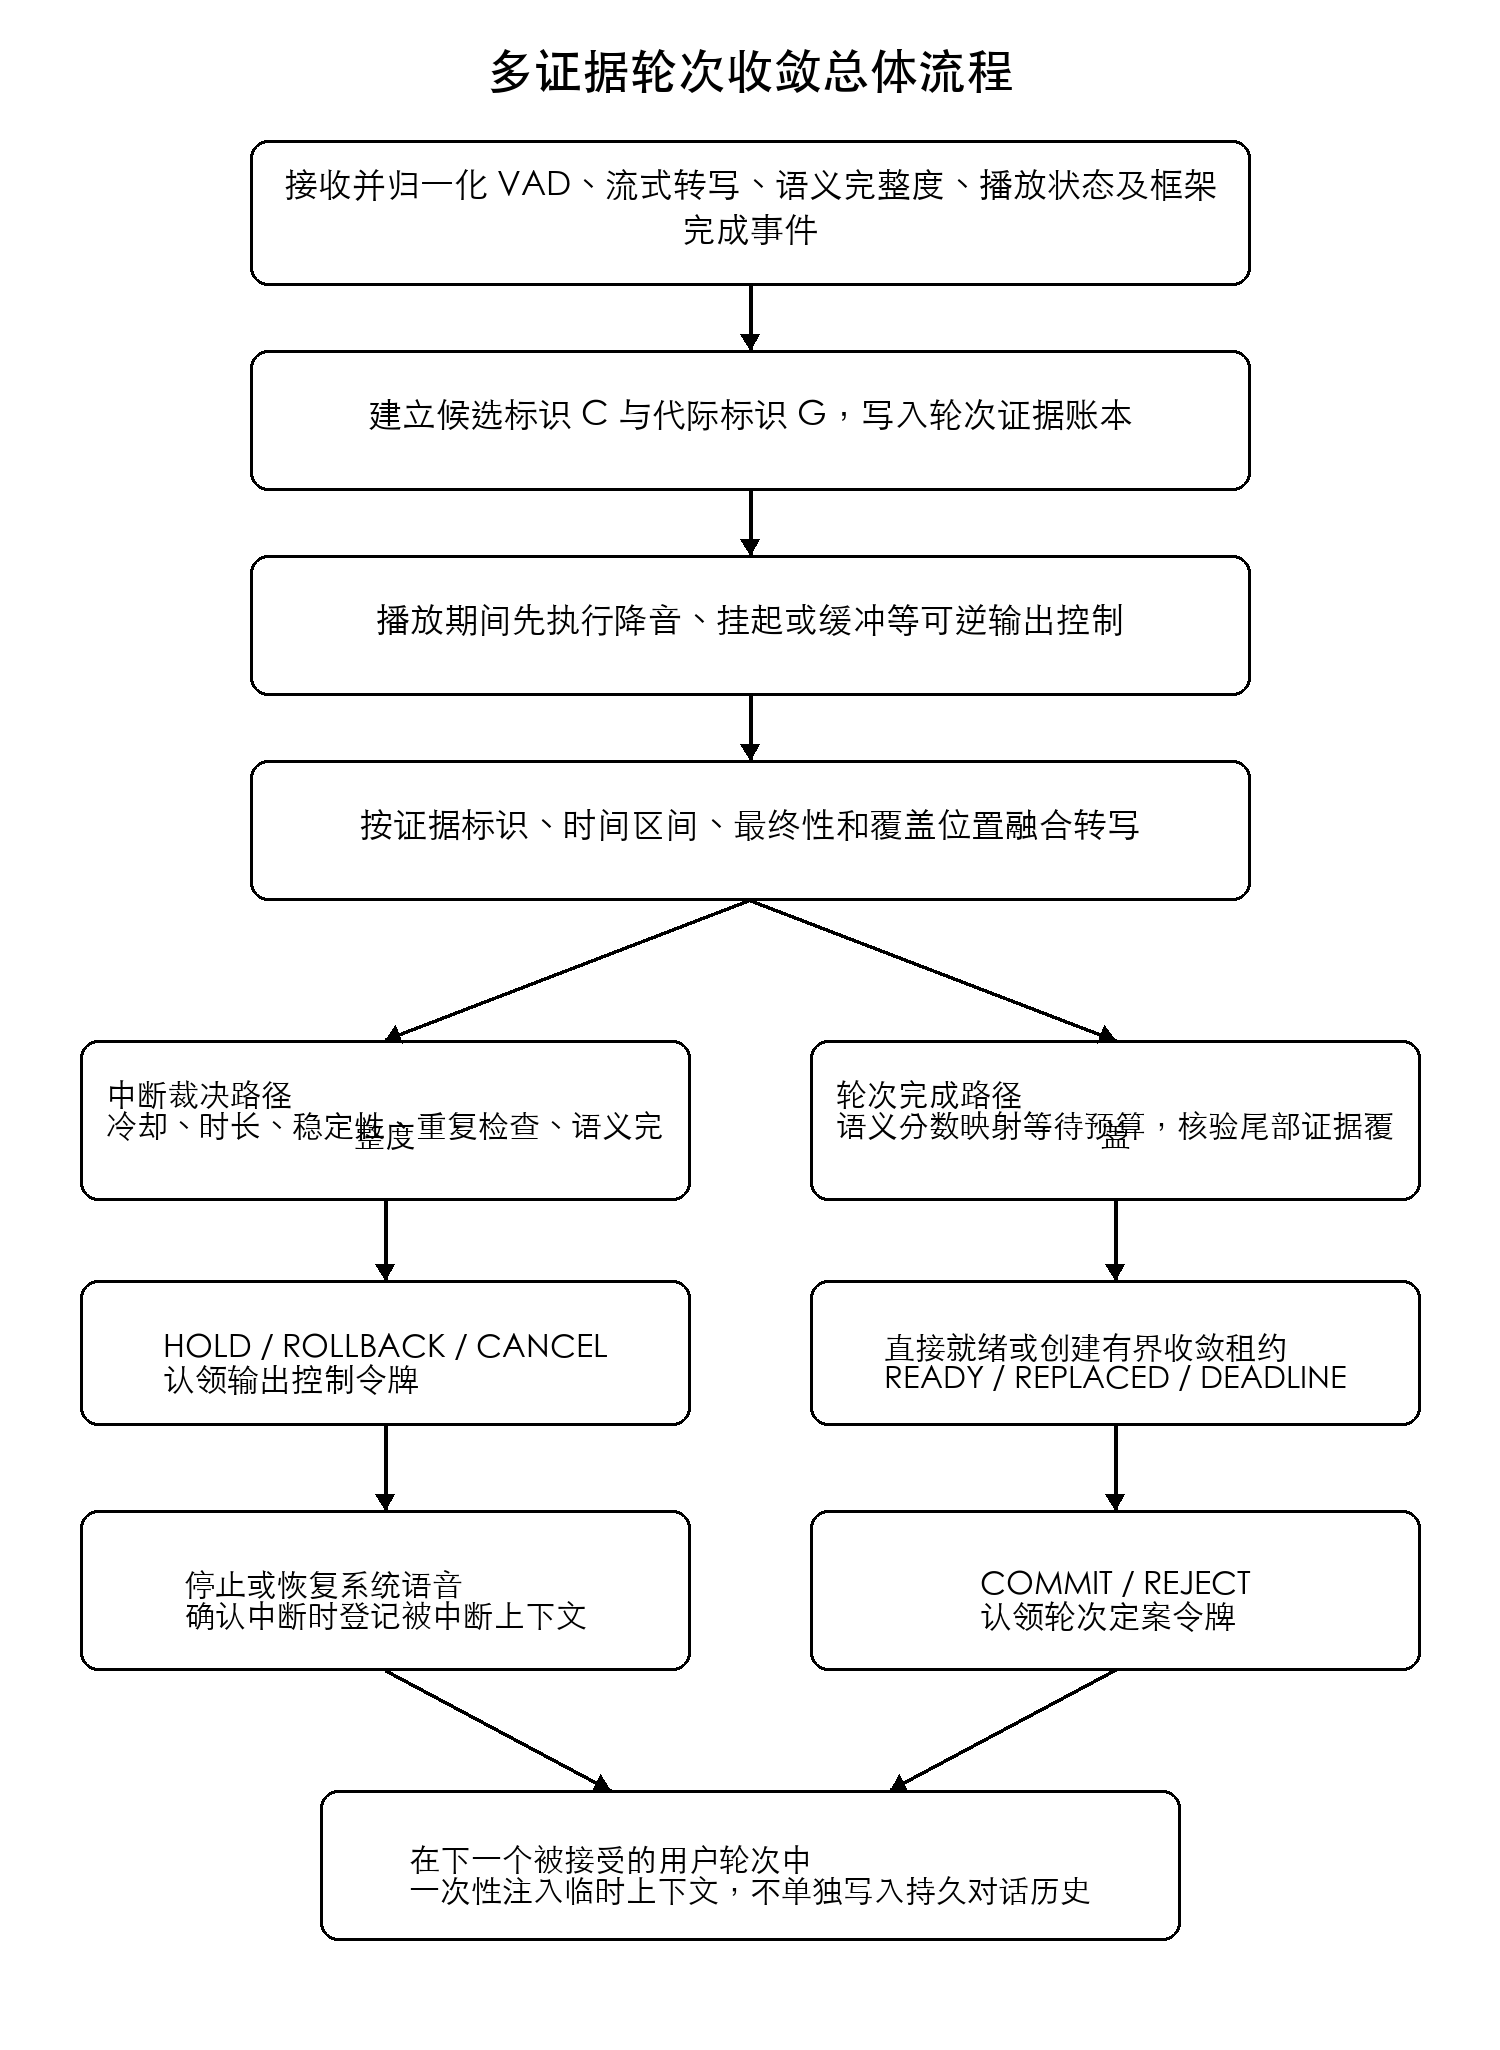 多证据轮次收敛总体流程
接收并归一化 VAD、流式转写、语义完整度、播放状态及框架
完成事件
建立候选标识 C 与代际标识 G，写入轮次证据账本
播放期间先执行降音、挂起或缓冲等可逆输出控制
按证据标识、时间区间、最终性和覆盖位置融合转写
中断裁决路径
冷却、时长、稳定性、重复检查、语义完
整度
轮次完成路径
语义分数映射等待预算，核验尾部证据覆
盖
HOLD / ROLLBACK / CANCEL
认领输出控制令牌
直接就绪或创建有界收敛租约
READY / REPLACED / DEADLINE
停止或恢复系统语音
确认中断时登记被中断上下文
COMMIT / REJECT
认领轮次定案令牌
在下一个被接受的用户轮次中
一次性注入临时上下文，不单独写入持久对话历史